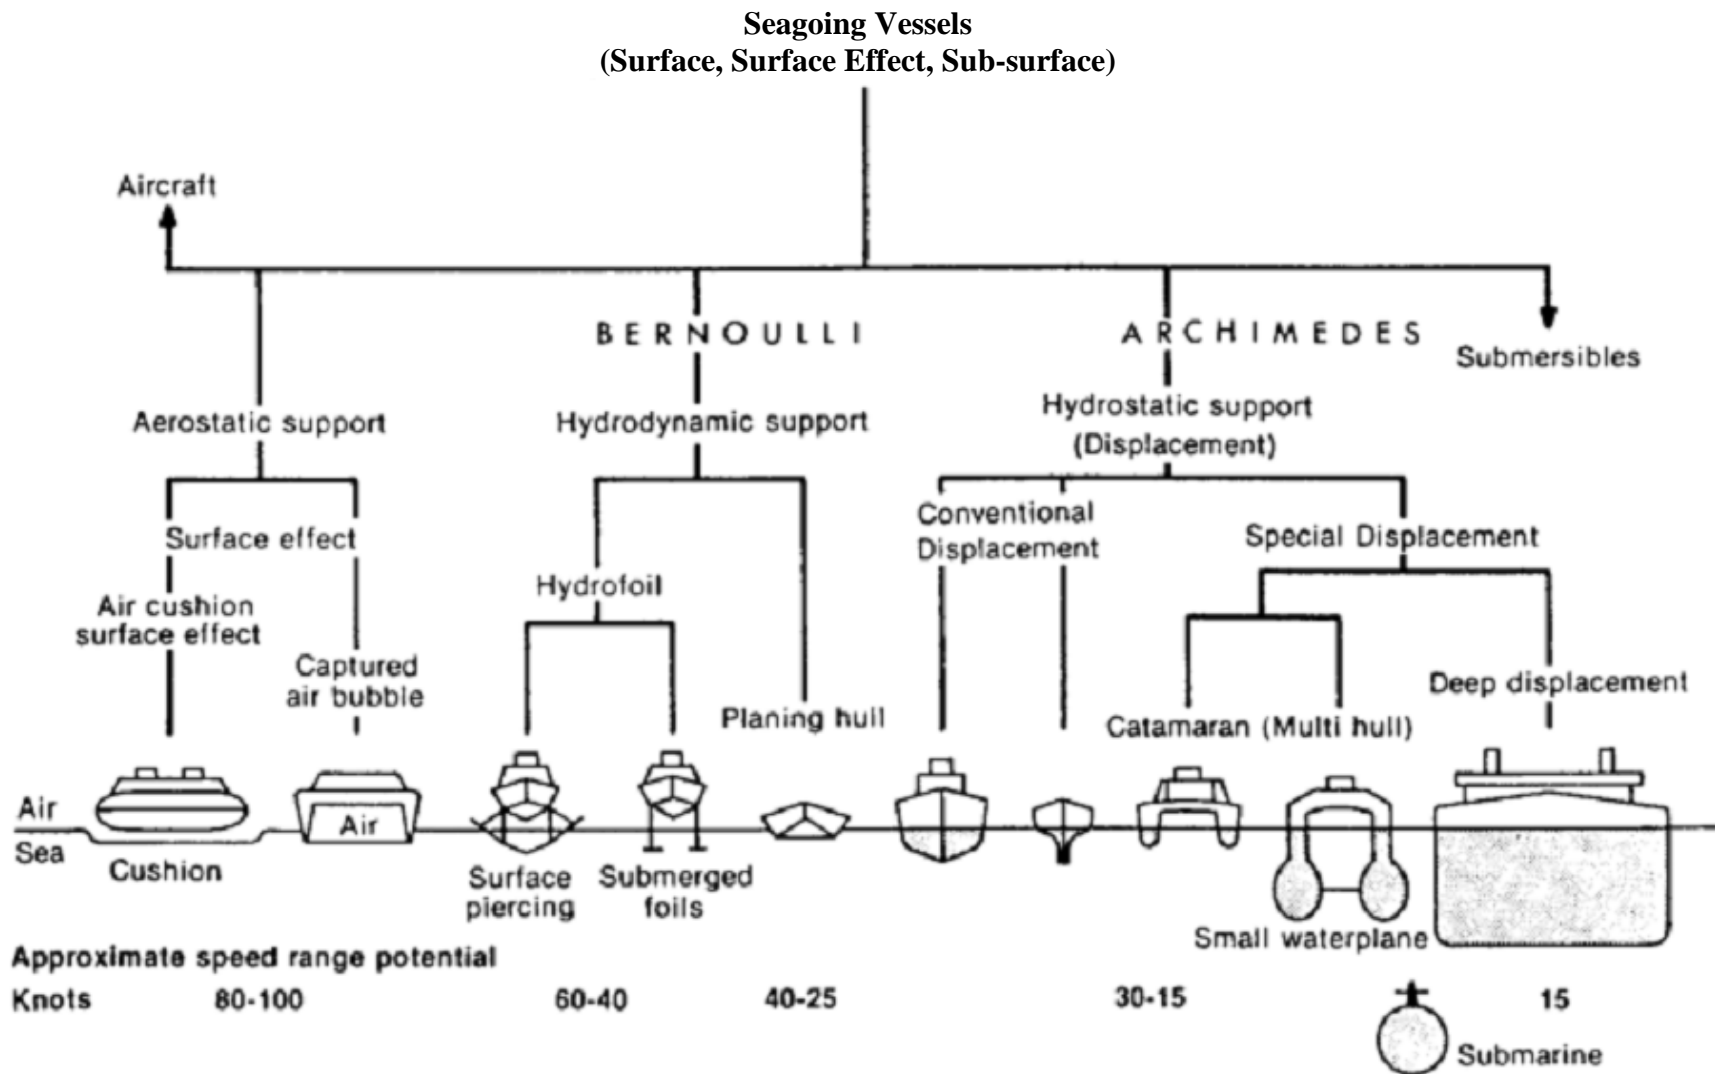 Seagoing Vessels
(Surface, Surface Effect, Sub-surface)
Aircraft
BERNOULLI
ARCHIMEDES
Submersibles
Aerostatic support
Hydrodynamic support
Hydrostatic support
(Displacement)
Surface effect
Conventional
Displacement
Special Displacement
Hydrofoil
Air cushion
surface effect
Captured
air bubble
Planing hull
Catamaran (Multi hull)
Deep displacement
Air
Sea
Air
Cushion
Surface
piercing
Submerged
foils
Small waterplane
Approximate speed range potential
Knots 80-100 60-40 40-25 30-15 15
Submarine